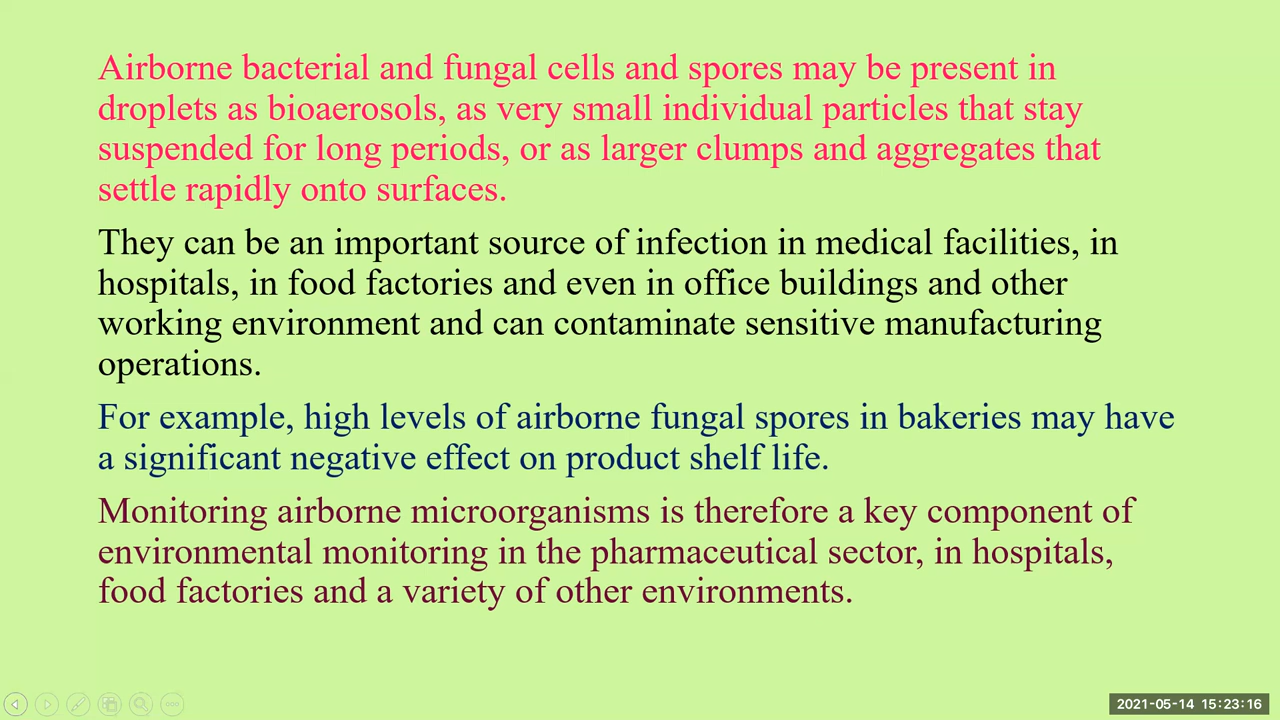 Airborne bacterial and fungal cells and spores may be present in
droplets as bioaerosols, as very small individual particles that stay
suspended for long periods, or as larger clumps and aggregates that
settle rapidly onto surfaces.
They can be an important source of infection in medical facilities, in
hospitals, in food factories and even in office buildings and other
working environment and can contaminate sensitive manufacturing
operations.
For example, high levels of airborne fungal spores in bakeries may have
a significant negative effect on product shelf life.
Monitoring airborne microorganisms is therefore a key component of
environmental monitoring in the pharmaceutical sector, in hospitals,
food factories and a variety of other environments.
2021-05-14 15:23:16